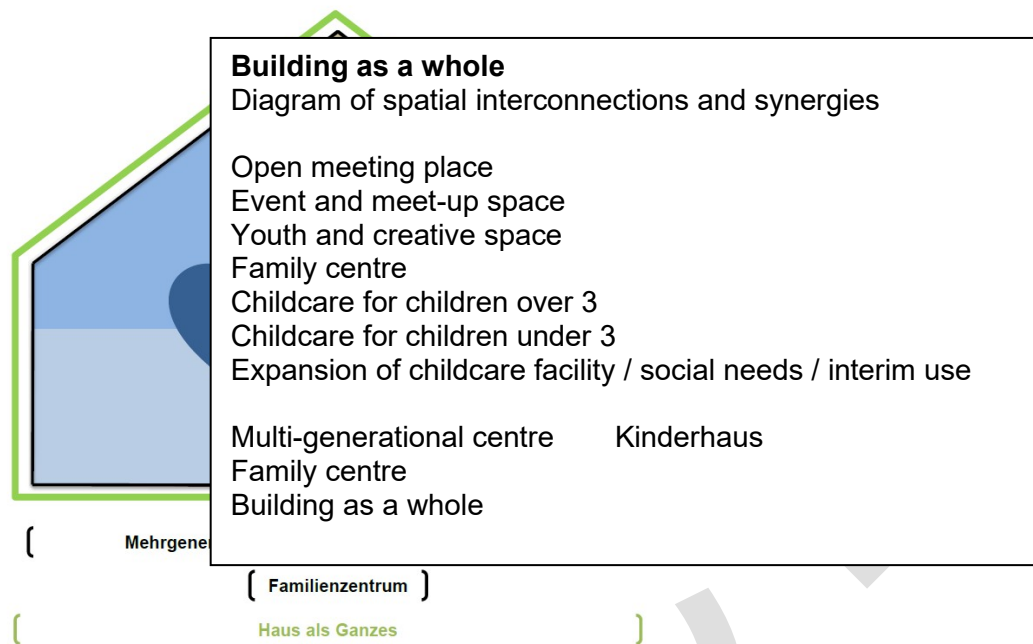 Building as a whole
Diagram of spatial interconnections and synergies
Open meeting place
Event and meet-up space
Youth and creative space
Family centre
Childcare for children over 3
Childcare for children under 3
Expansion of childcare facility / social needs / interim use
Multi-generational centre Kinderhaus
Family centre
Building as a whole
Familienzentrum
Haus als Ganzes